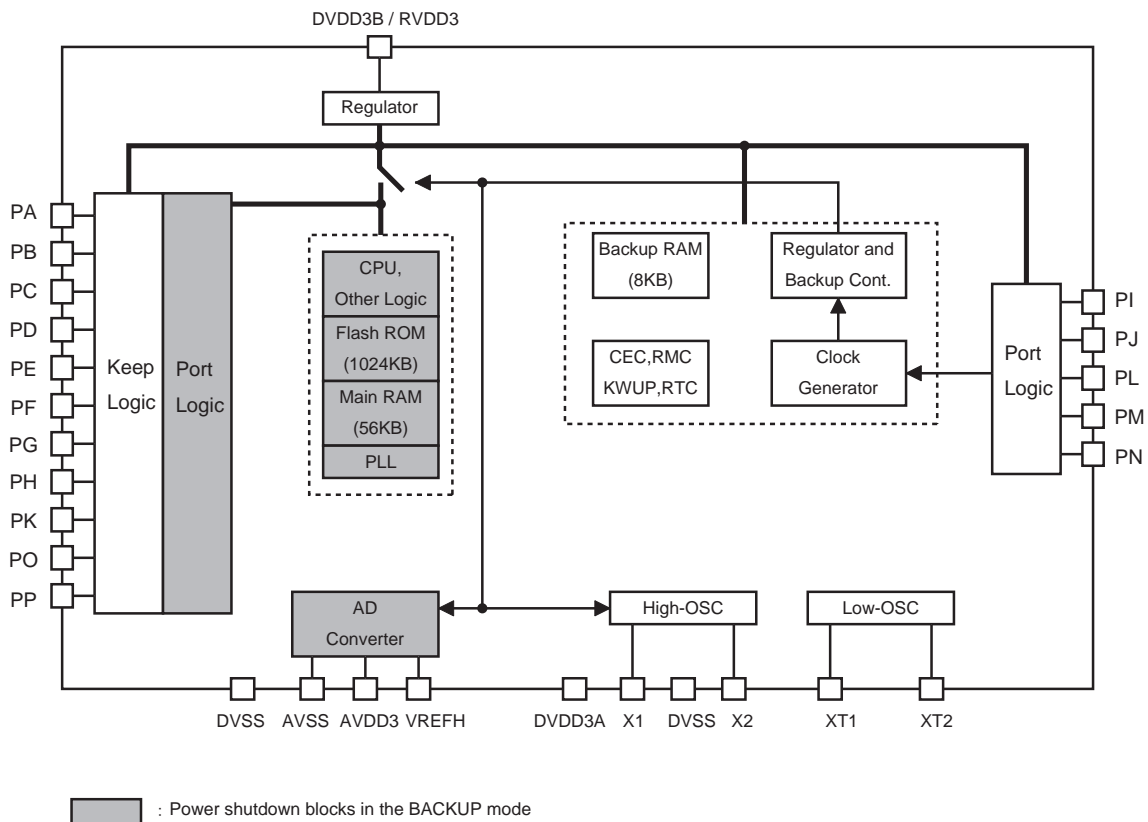 DVDD3B / RVDD3
Regulator
PA
PB
PC
PD
PE
PF
PG
PH
PK
PO
PP
Keep
Logic
Port
Logic
CPU,
Other Logic
Flash ROM
(1024KB)
Main RAM
(56KB)
PLL
Backup RAM
(8KB)
Regulator and
Backup Cont.
CEC,RMC
KWUP,RTC
Clock
Generator
Port
Logic
PI
PJ
PL
PM
PN
AD
Converter
High-OSC
Low-OSC
DVSS
AVSS
AVDD3
VREFH
DVDD3A
X1
DVSS
X2
XT1
XT2
: Power shutdown blocks in the BACKUP mode